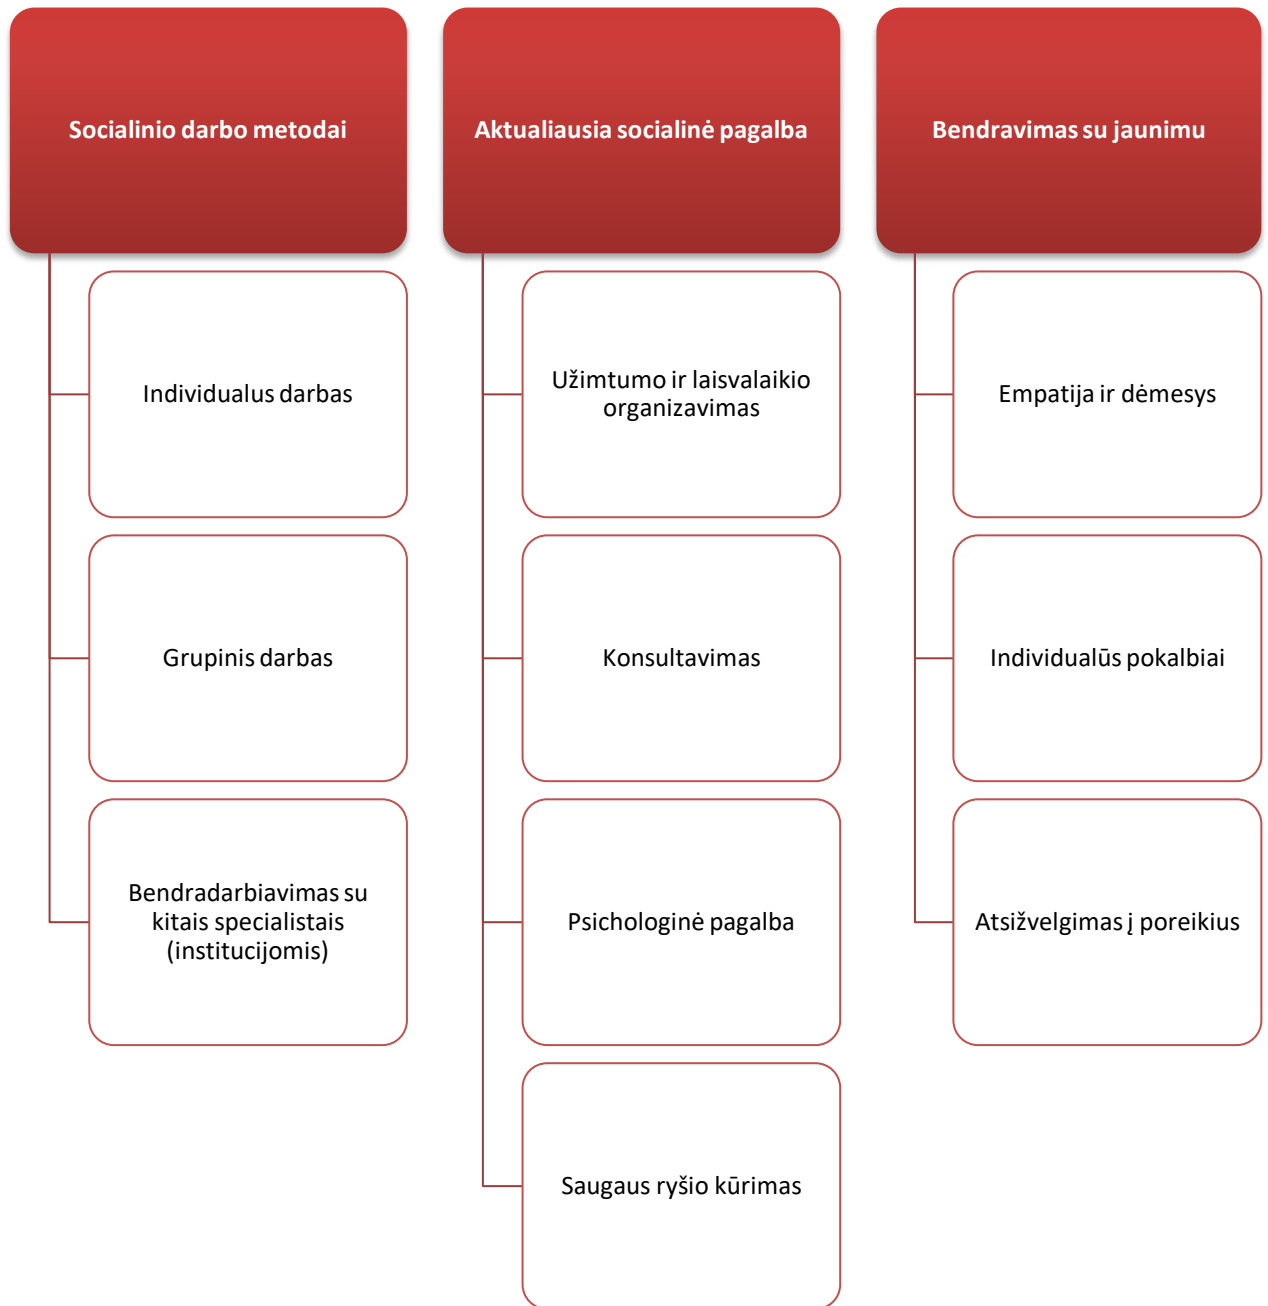 Socialinio darbo metodai
Individualus darbas
Grupinis darbas
Bendradarbiavimas su
kitais specialistais
(institucijomis)
Aktualiausia socialinė pagalba
Užimtumo ir laisvalaikio
organizavimas
Konsultavimas
Psichologinė pagalba
Saugaus ryšio kūrimas
Bendravimas su jaunimu
Empatija ir dėmesys
Individualūs pokalbiai
Atsižvelgimas į poreikius